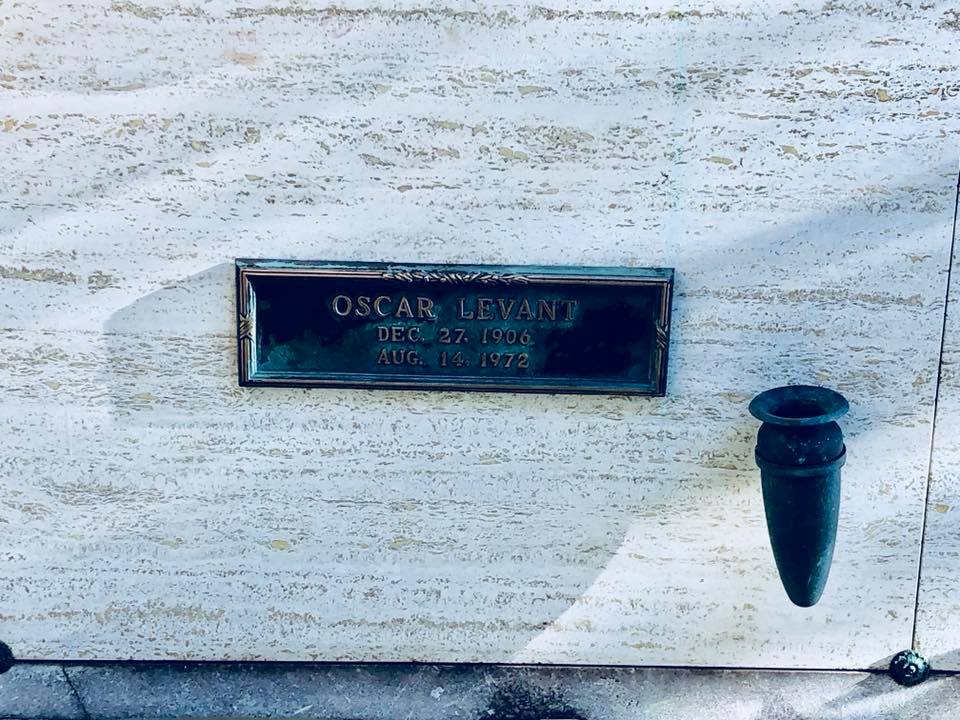 OSCAR LEVANT
DEC. 27. 1906
AUG. 14. 1972